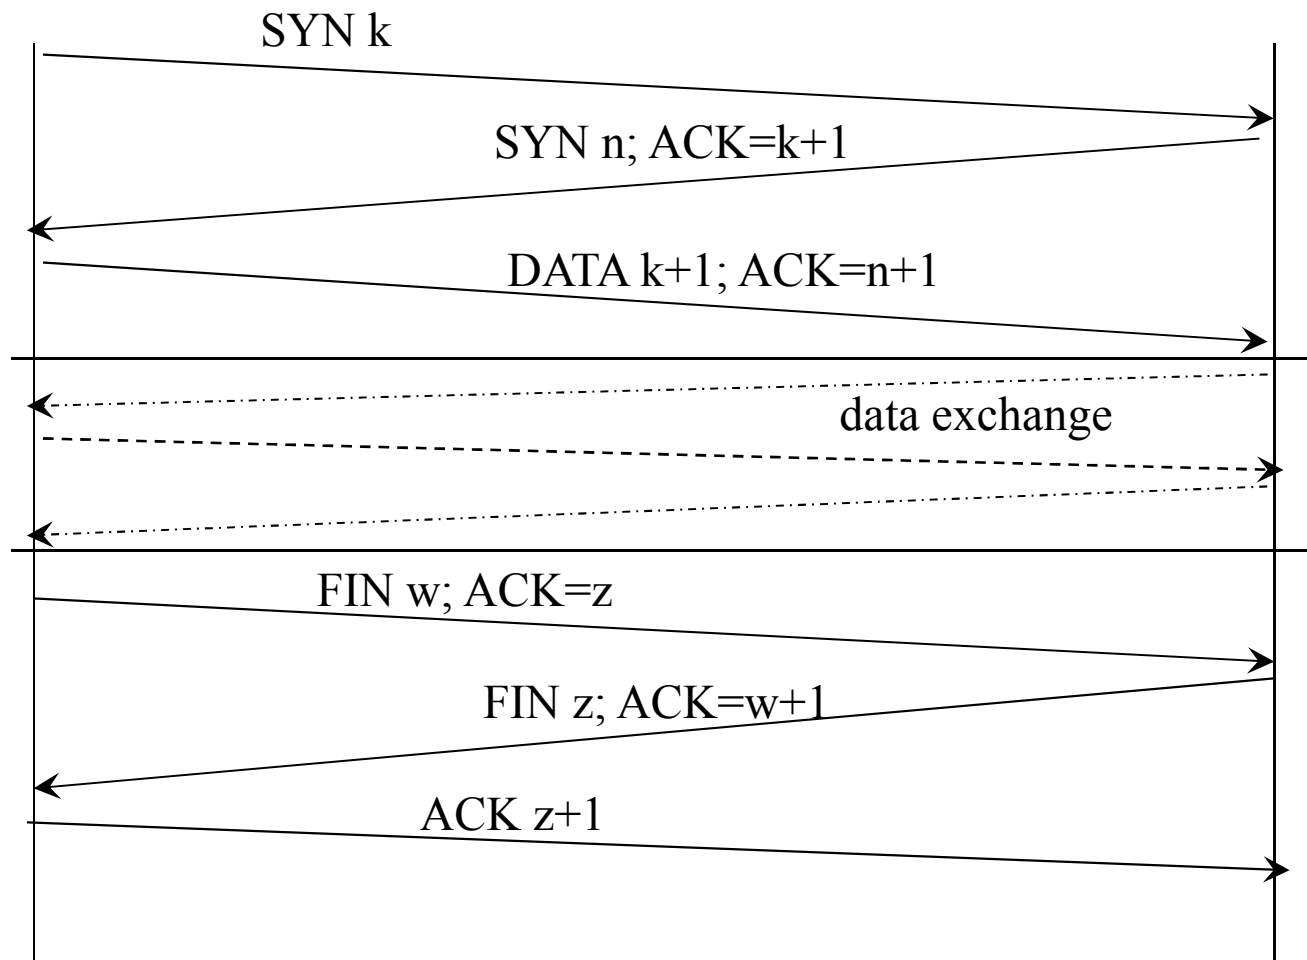 SYN k
SYN n; ACK=k+1
DATA k+1; ACK=n+1
data exchange
FIN w; ACK=z
FIN z; ACK=w+1
ACK z+1